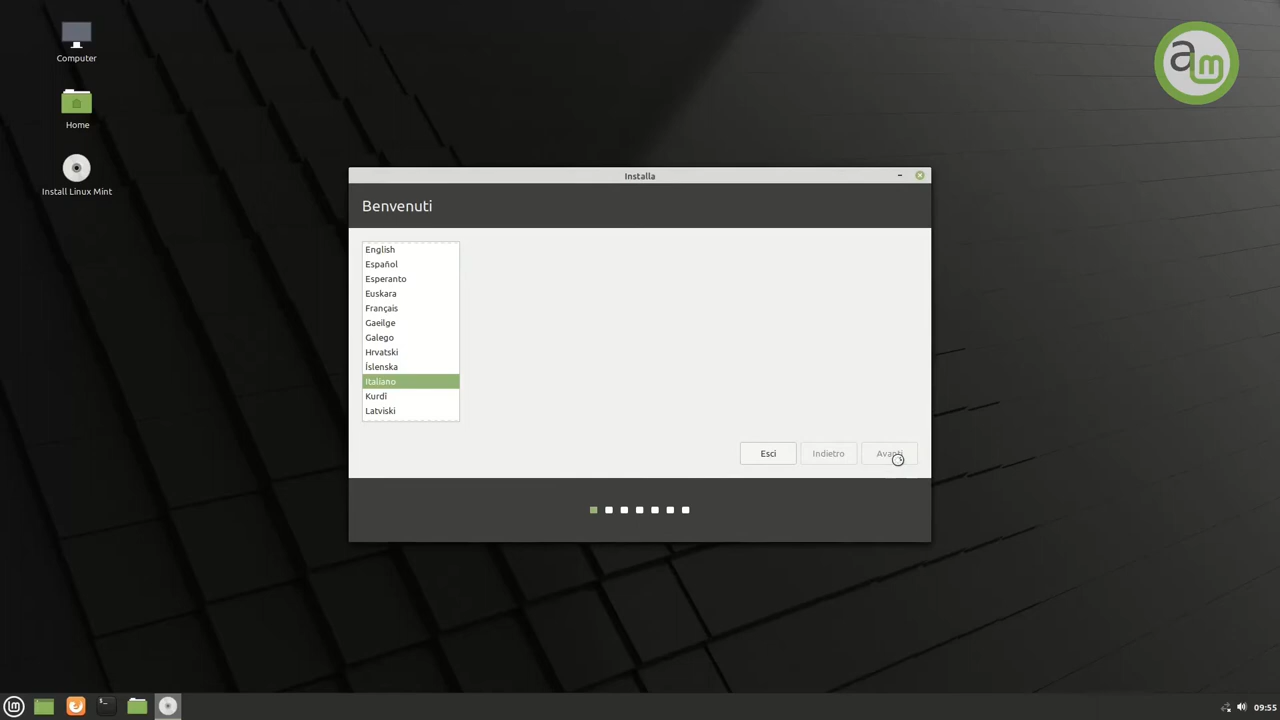 Computer
Home
Install Linux Mint
Installa
Benvenuti
English
Español
Esperanto
Euskara
Français
Gaeilge
Galego
Hrvatski
Íslenska
Italiano
Kurdî
Latviski
Esci
Indietro
Avanti
09:55